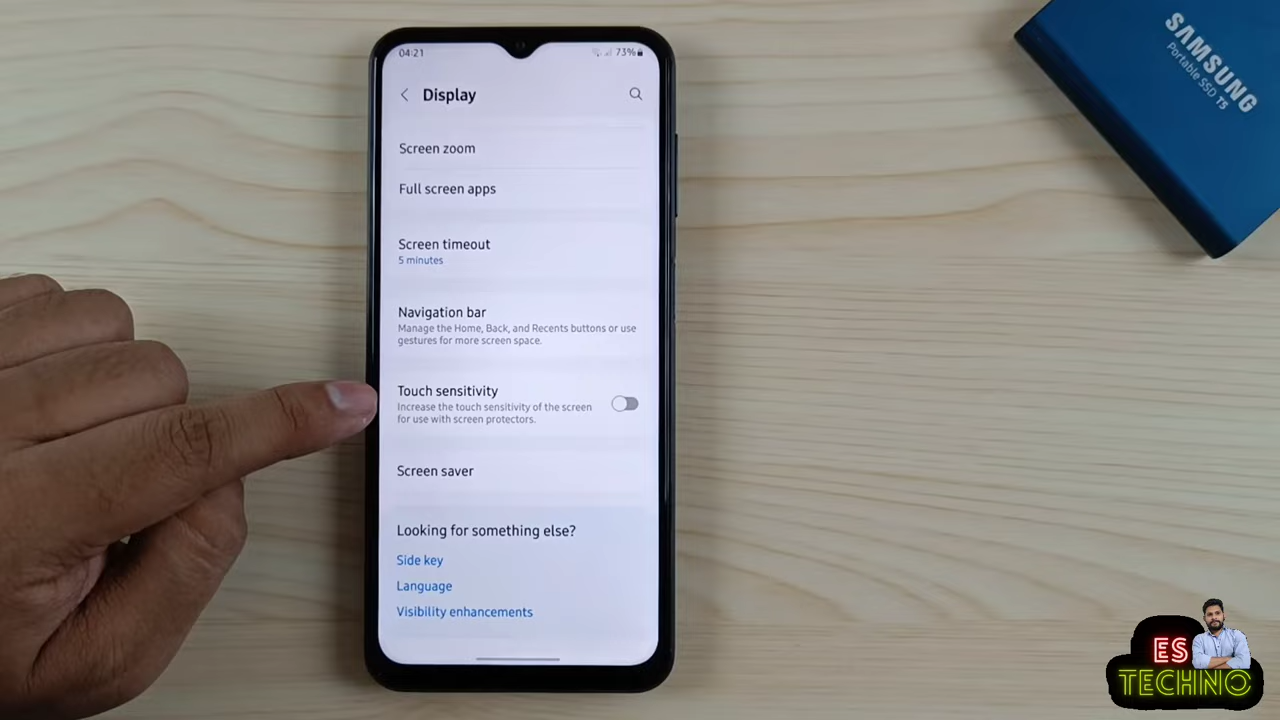 04:21
73%
Display
Screen zoom
Full screen apps
Screen timeout
5 minutes
Navigation bar
Manage the Home, Back, and Recents buttons or use
gestures for more screen space.
Touch sensitivity
Increase the touch sensitivity of the screen
for use with screen protectors.
Screen saver
Looking for something else?
Side key
Language
Visibility enhancements
SAMSUNG
Portable SSD T5
ES
TECHNO